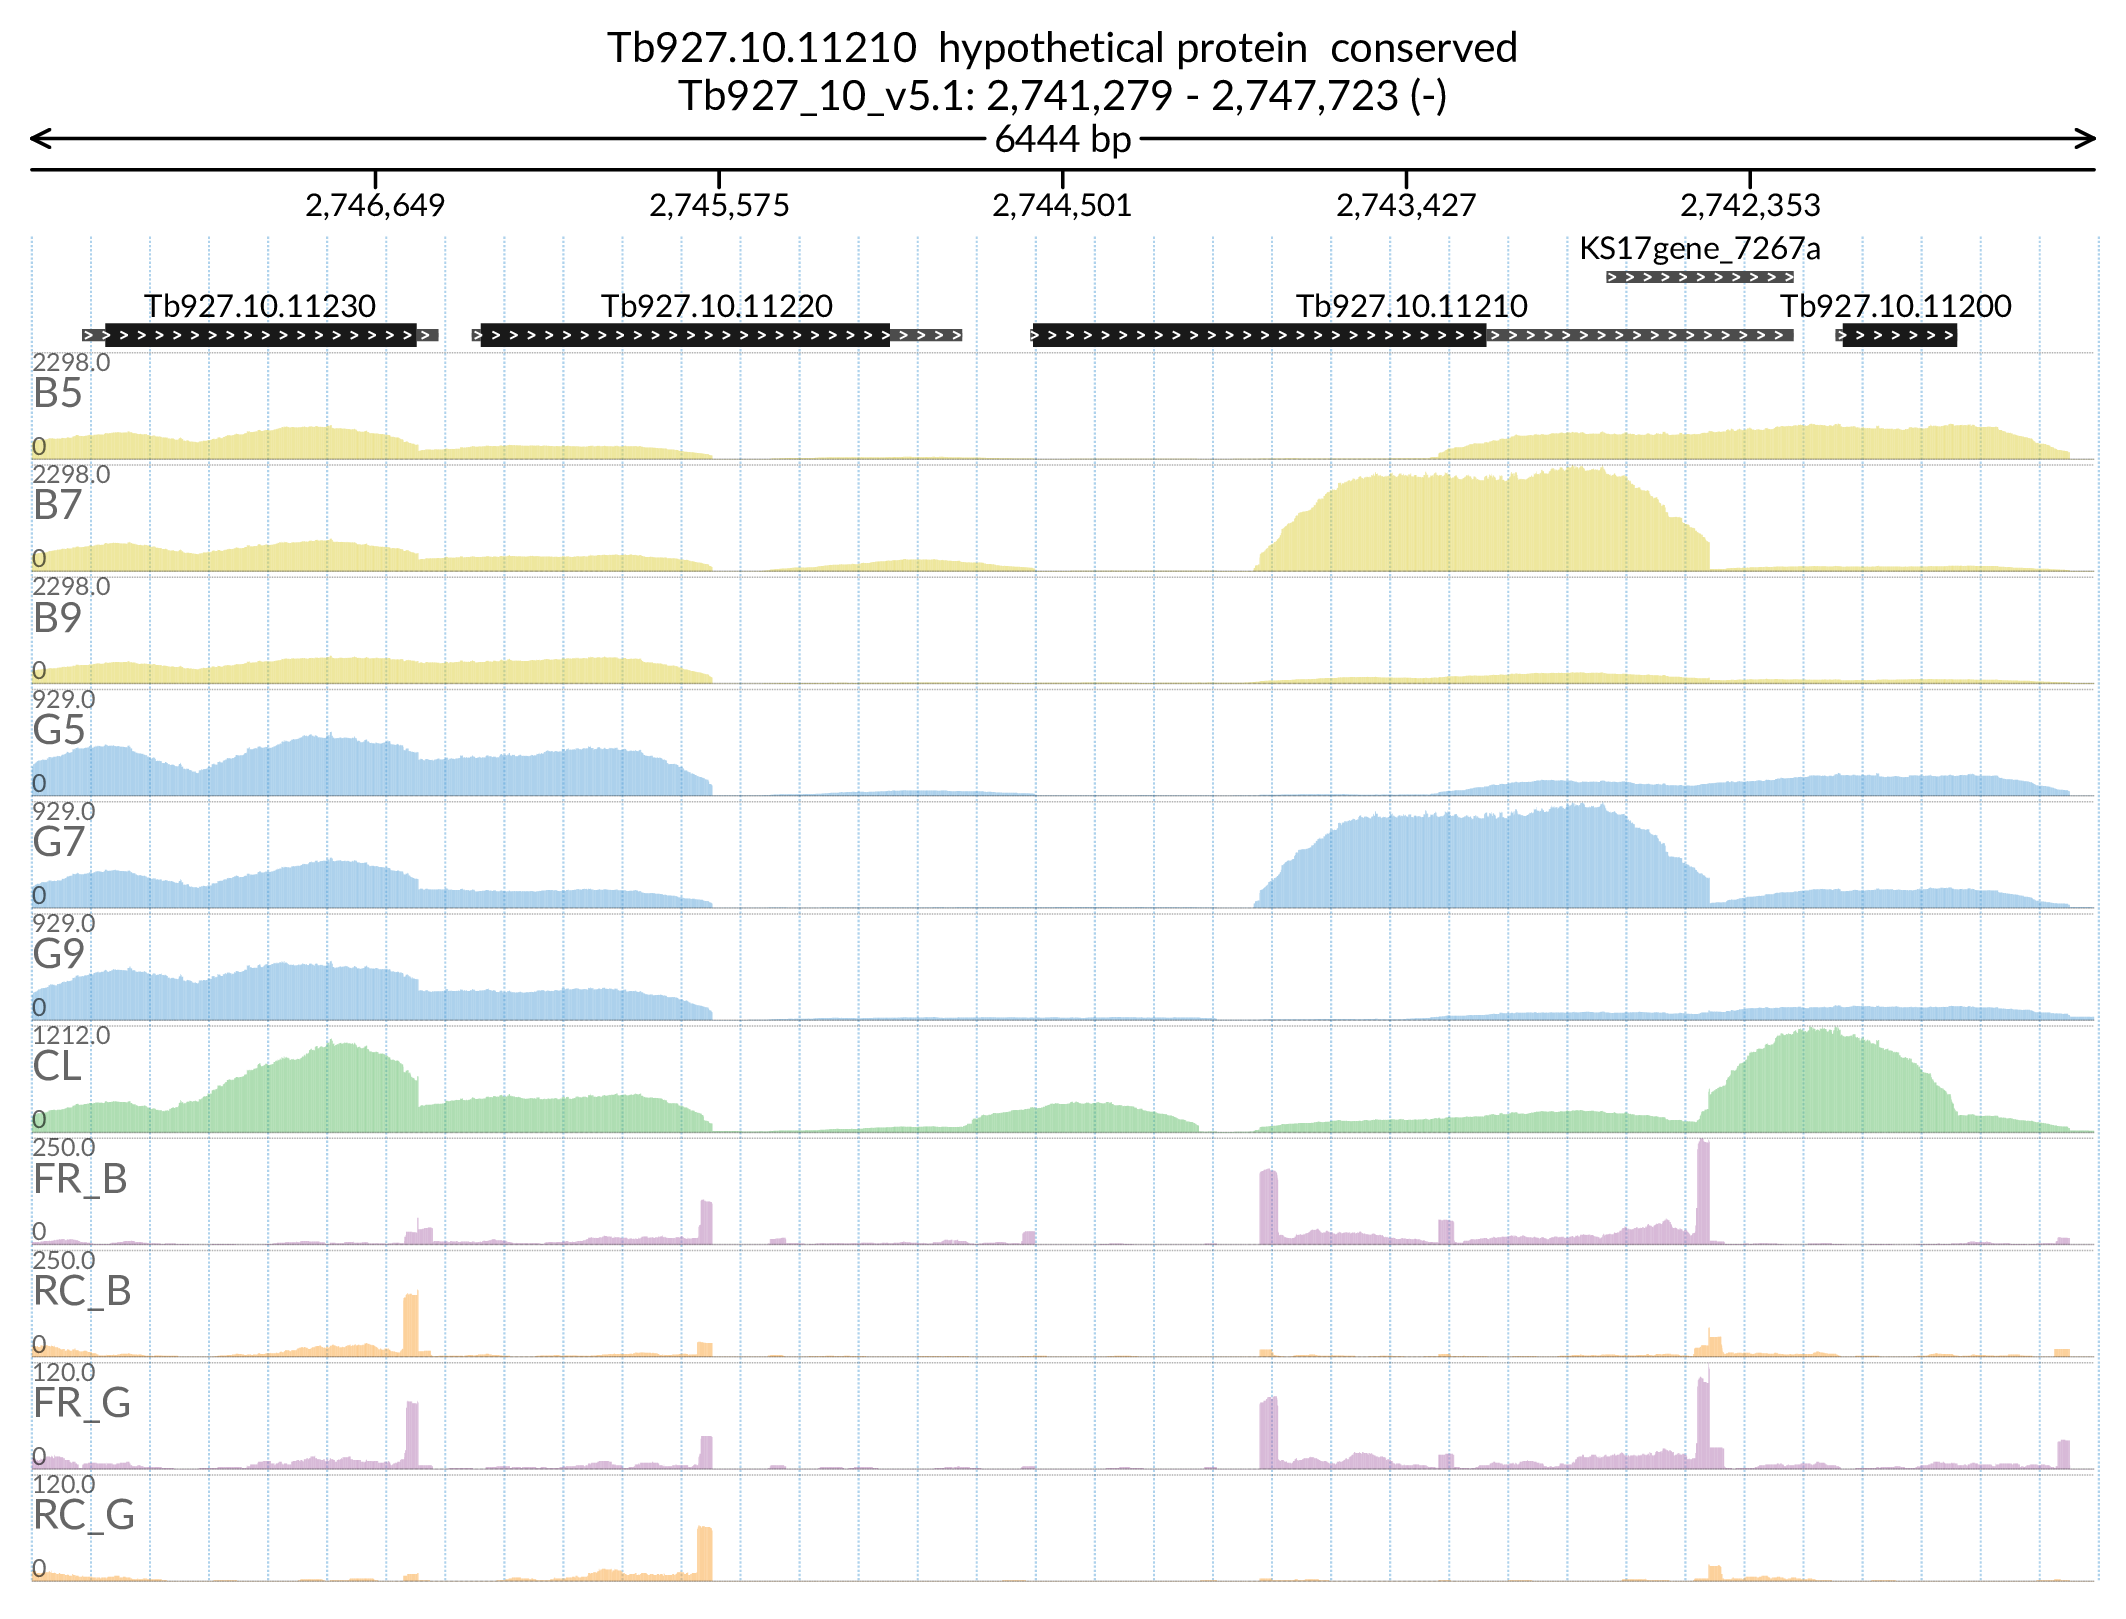 Tb927.10.11210  hypothetical protein  conserved
Tb927_10_v5.1: 2,741,279 - 2,747,723 (-)
6444 bp
2,746,649 2,745,575 2,744,501 2,743,427 2,742,353
KS17gene_7267a
Tb927.10.11230 Tb927.10.11220 Tb927.10.11210 Tb927.10.11200
2298.0
B5
0
2298.0
B7
0
2298.0
B9
0
929.0
G5
0
929.0
G7
0
929.0
G9
0
1212.0
CL
0
250.0
FR_B
0
250.0
RC_B
0
120.0
FR_G
0
120.0
RC_G
0